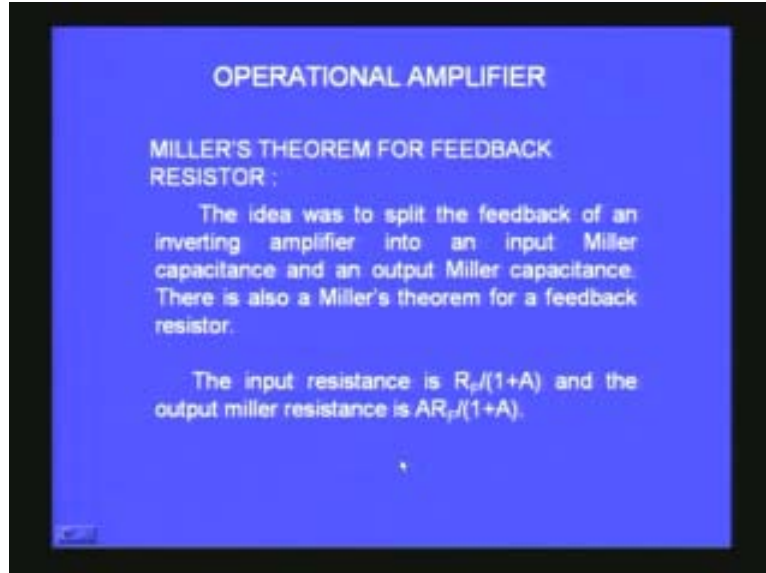 OPERATIONAL AMPLIFIER
MILLER'S THEOREM FOR FEEDBACK
RESISTOR :
The idea was to split the feedback of an
inverting amplifier into an input Miller
capacitance and an output Miller capacitance.
There is also a Miller's theorem for a feedback
resistor.
The input resistance is R_F/(1+A) and the
output miller resistance is AR_F/(1+A).